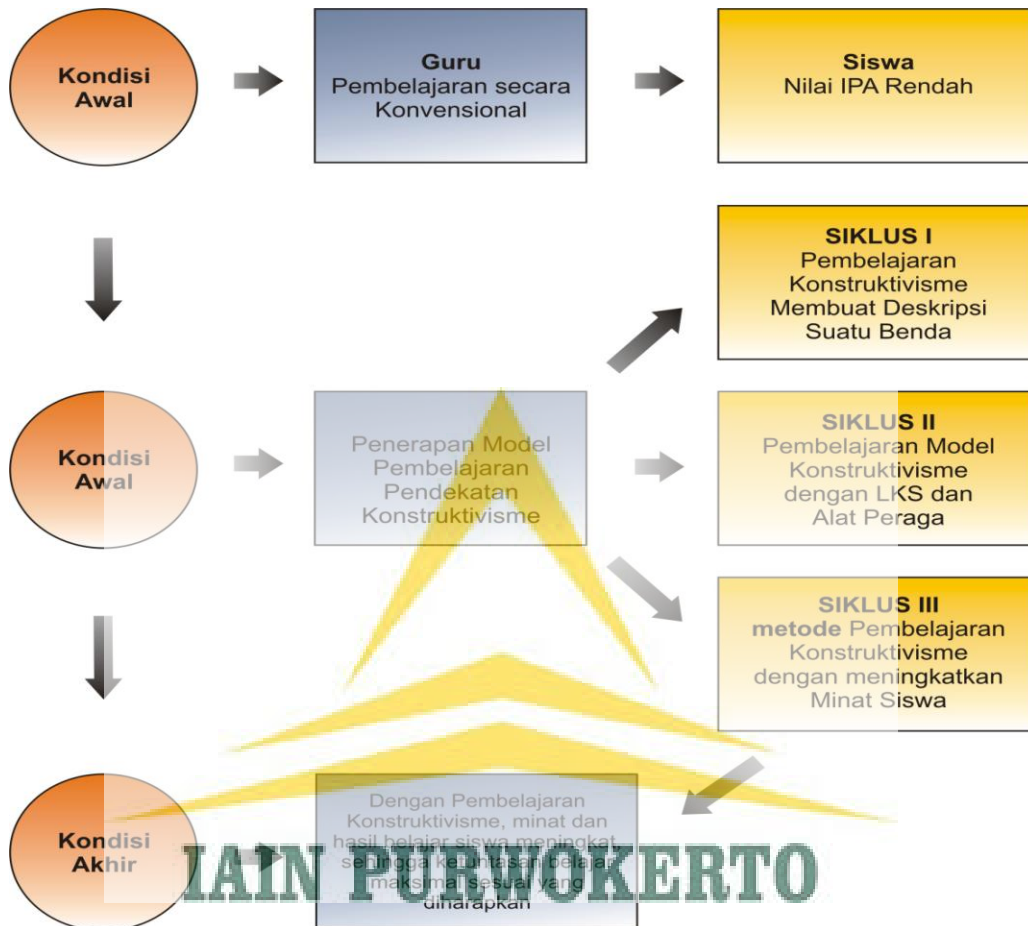 Kondisi
Awal
Guru
Pembelajaran secara
Konvensional
Siswa
Nilai IPA Rendah
SIKLUS I
Pembelajaran
Konstruktivisme
Membuat Deskripsi
Suatu Benda
Kondisi
Awal
Penerapan Model
Pembelajaran
Pendekatan
Konstruktivisme
SIKLUS II
Pembelajaran Model
Konstruktivisme
dengan LKS dan
Alat Peraga
SIKLUS III
metode Pembelajaran
Konstruktivisme
dengan meningkatkan
Minat Siswa
Kondisi
Akhir
Dengan Pembelajaran
Konstruktivisme, minat dan
hasil belajar siswa meningkat
sehingga ketuntasan belajar
maksimal sesuai yang
diharapkan
IAIN PURWOKERTO